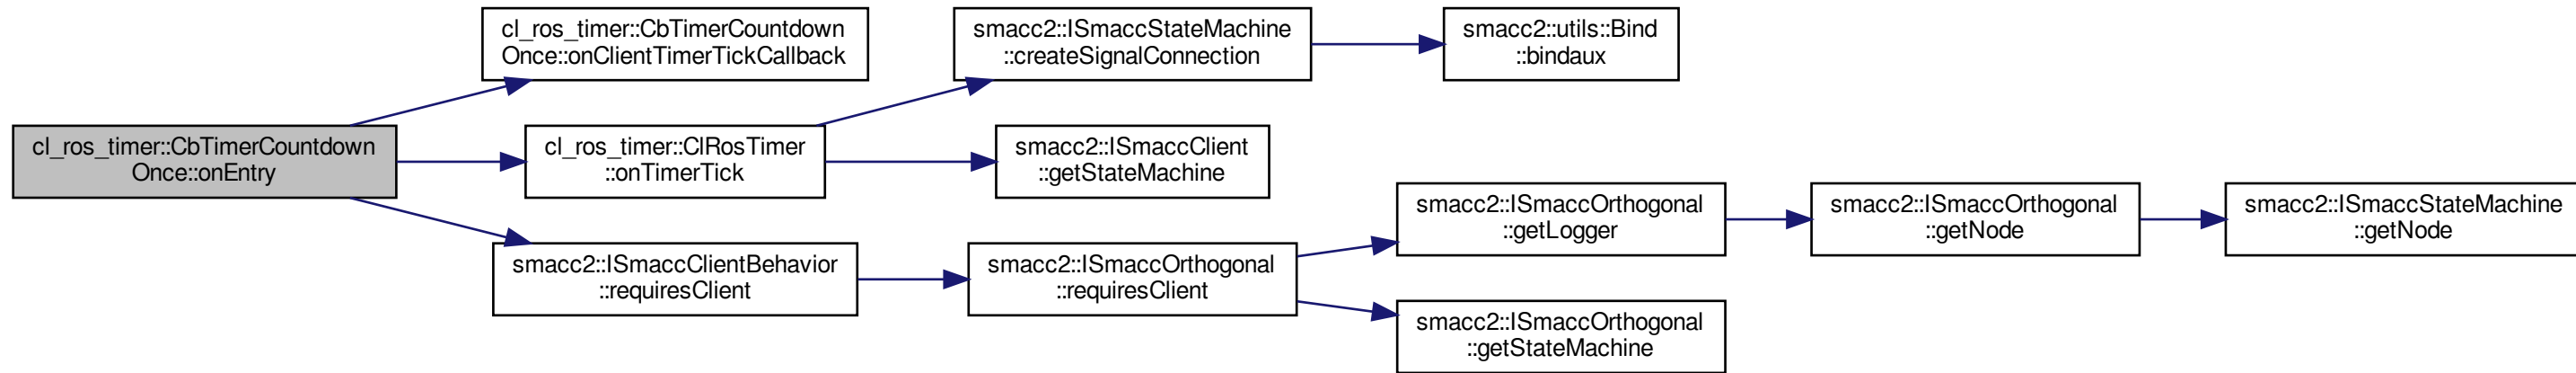 cl_ros_timer::CbTimerCountdown
Once::onEntry
cl_ros_timer::CbTimerCountdown
Once::onClientTimerTickCallback
cl_ros_timer::ClRosTimer
::onTimerTick
smacc2::ISmaccClientBehavior
::requiresClient
smacc2::ISmaccStateMachine
::createSignalConnection
smacc2::ISmaccClient
::getStateMachine
smacc2::ISmaccOrthogonal
::requiresClient
smacc2::utils::Bind
::bindaux
smacc2::ISmaccOrthogonal
::getLogger
smacc2::ISmaccOrthogonal
::getStateMachine
smacc2::ISmaccOrthogonal
::getNode
smacc2::ISmaccStateMachine
::getNode